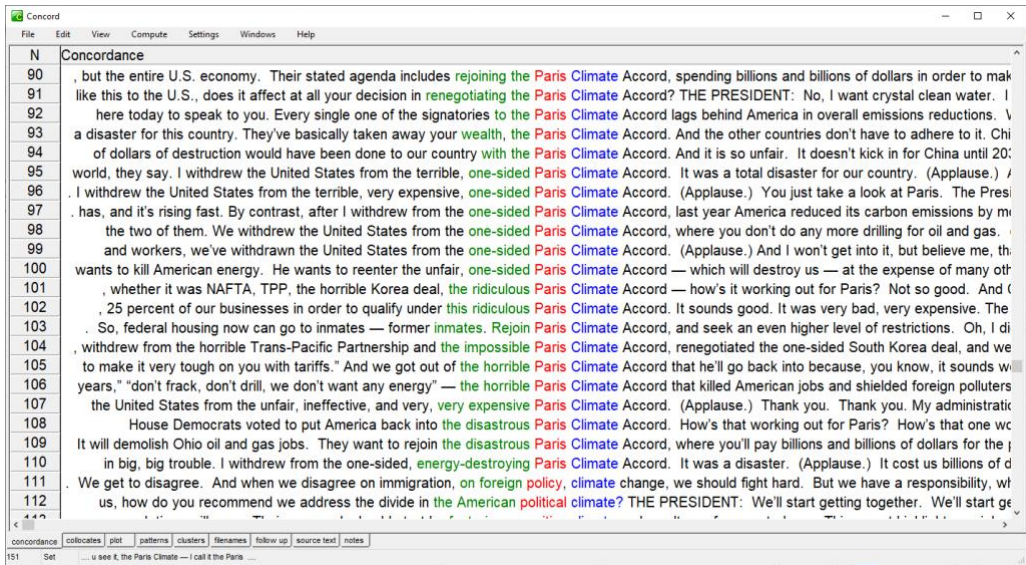 Concord
File Edit View Compute Settings Windows Help
N Concordance
90 , but the entire U.S. economy. Their stated agenda includes rejoining the Paris Climate Accord, spending billions and billions of dollars in order to mak
91 like this to the U.S., does it affect at all your decision in renegotiating the Paris Climate Accord? THE PRESIDENT: No, I want crystal clean water. I
92 here today to speak to you. Every single one of the signatories to the Paris Climate Accord lags behind America in overall emissions reductions.
93 a disaster for this country. They've basically taken away your wealth, the Paris Climate Accord. And the other countries don't have to adhere to it. Chi
94 of dollars of destruction would have been done to our country with the Paris Climate Accord. And it is so unfair. It doesn't kick in for China until 203
95 world, they say. I withdrew the United States from the terrible, one-sided Paris Climate Accord. It was a total disaster for our country. (Applause.)
96 . I withdrew the United States from the terrible, very expensive, one-sided Paris Climate Accord. (Applause.) You just take a look at Paris. The Presi
97 . has, and it's rising fast. By contrast, after I withdrew from the one-sided Paris Climate Accord, last year America reduced its carbon emissions by mo
98 the two of them. We withdrew the United States from the one-sided Paris Climate Accord, where you don't do any more drilling for oil and gas.
99 and workers, we've withdrawn the United States from the one-sided Paris Climate Accord. (Applause.) And I won't get into it, but believe me, tha
100 wants to kill American energy. He wants to reenter the unfair, one-sided Paris Climate Accord — which will destroy us — at the expense of many oth
101 , whether it was NAFTA, TPP, the horrible Korea deal, the ridiculous Paris Climate Accord — how's it working out for Paris? Not so good. And
102 , 25 percent of our businesses in order to qualify under this ridiculous Paris Climate Accord. It sounds good. It was very bad, very expensive. The
103 . So, federal housing now can go to inmates — former inmates. Rejoin Paris Climate Accord, and seek an even higher level of restrictions. Oh, I di
104 , withdrew from the horrible Trans-Pacific Partnership and the impossible Paris Climate Accord, renegotiated the one-sided South Korea deal, and we
105 to make it very tough on you with tariffs.” And we got out of the horrible Paris Climate Accord that he'll go back into because, you know, it sounds wo
106 years,” “don't frack, don't drill, we don't want any energy” — the horrible Paris Climate Accord that killed American jobs and shielded foreign polluters
107 the United States from the unfair, ineffective, and very, very expensive Paris Climate Accord. (Applause.) Thank you. Thank you. My administratio
108 House Democrats voted to put America back into the disastrous Paris Climate Accord. How's that working out for Paris? How's that one wo
109 It will demolish Ohio oil and gas jobs. They want to rejoin the disastrous Paris Climate Accord, where you'll pay billions and billions of dollars for the p
110 in big, big trouble. I withdrew from the one-sided, energy-destroying Paris Climate Accord. It was a disaster. (Applause.) It cost us billions of d
111 . We get to disagree. And when we disagree on immigration, on foreign policy, climate change, we should fight hard. But we have a responsibility, wh
112 us, how do you recommend we address the divide in the American political climate? THE PRESIDENT: We'll start getting together. We'll start ge
concordance collocates plot patterns clusters filenames follow up source text notes
151 Set .... u see it, the Paris Climate — I call it the Paris ....